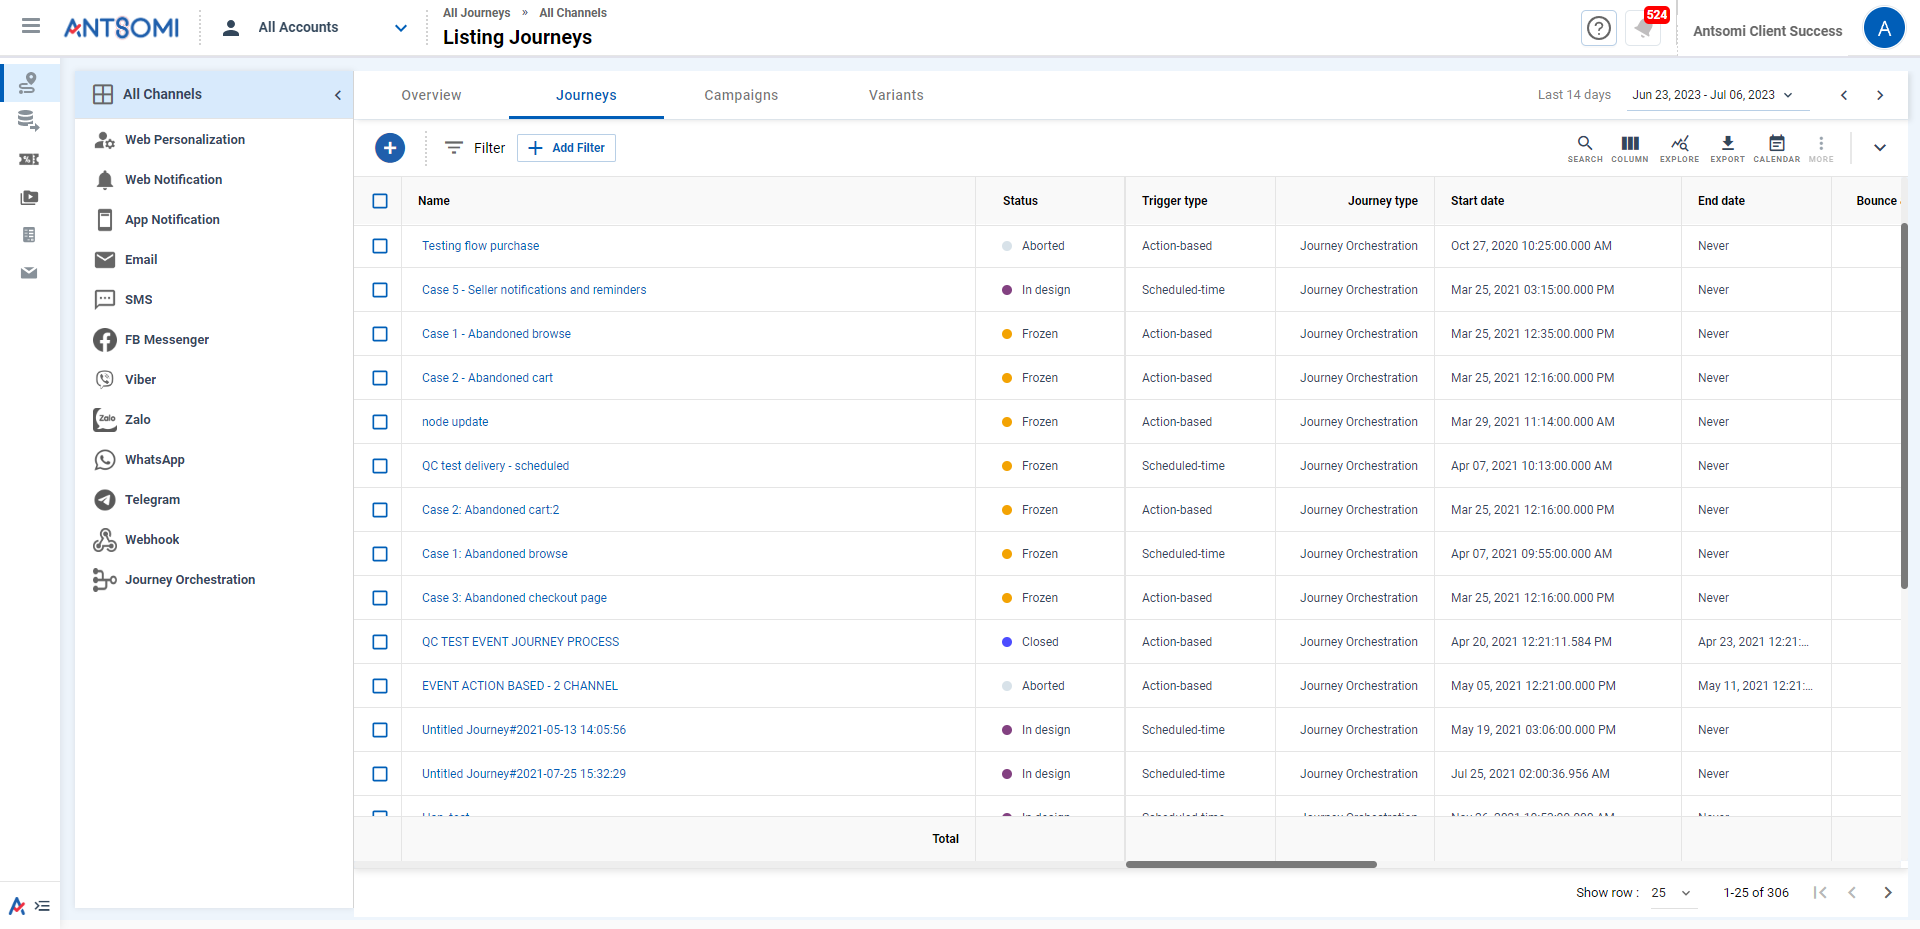 ANTSOMI
All Accounts
All Journeys » All Channels
Listing Journeys
524
Antsomi Client Success
A
All Channels
Web Personalization
Web Notification
App Notification
Email
SMS
FB Messenger
Viber
Zalo
Zalo
WhatsApp
Telegram
Webhook
Journey Orchestration
Overview
Journeys
Campaigns
Variants
Last 14 days
Jun 23, 2023 - Jul 06, 2023
Filter
Add Filter
SEARCH
COLUMN
EXPLORE
EXPORT
CALENDAR
MORE
Name Status Trigger type Journey type Start date End date Bounce
Testing flow purchase Aborted Action-based Journey Orchestration Oct 27, 2020 10:25:00.000 AM Never
Case 5 - Seller notifications and reminders In design Scheduled-time Journey Orchestration Mar 25, 2021 03:15:00.000 PM Never
Case 1 - Abandoned browse Frozen Action-based Journey Orchestration Mar 25, 2021 12:35:00.000 PM Never
Case 2 - Abandoned cart Frozen Action-based Journey Orchestration Mar 25, 2021 12:16:00.000 PM Never
node update Frozen Action-based Journey Orchestration Mar 29, 2021 11:14:00.000 AM Never
QC test delivery - scheduled Frozen Scheduled-time Journey Orchestration Apr 07, 2021 10:13:00.000 AM Never
Case 2: Abandoned cart:2 Frozen Action-based Journey Orchestration Mar 25, 2021 12:16:00.000 PM Never
Case 1: Abandoned browse Frozen Scheduled-time Journey Orchestration Apr 07, 2021 09:55:00.000 AM Never
Case 3: Abandoned checkout page Frozen Action-based Journey Orchestration Mar 25, 2021 12:16:00.000 PM Never
QC TEST EVENT JOURNEY PROCESS Closed Action-based Journey Orchestration Apr 20, 2021 12:21:11.584 PM Apr 23, 2021 12:21:...
EVENT ACTION BASED - 2 CHANNEL Aborted Action-based Journey Orchestration May 05, 2021 12:21:00.000 PM May 11, 2021 12:21:...
Untitled Journey#2021-05-13 14:05:56 In design Scheduled-time Journey Orchestration May 19, 2021 03:06:00.000 PM Never
Untitled Journey#2021-07-25 15:32:29 In design Scheduled-time Journey Orchestration Jul 25, 2021 02:00:36.956 AM Never
Total
Show row : 25 1-25 of 306